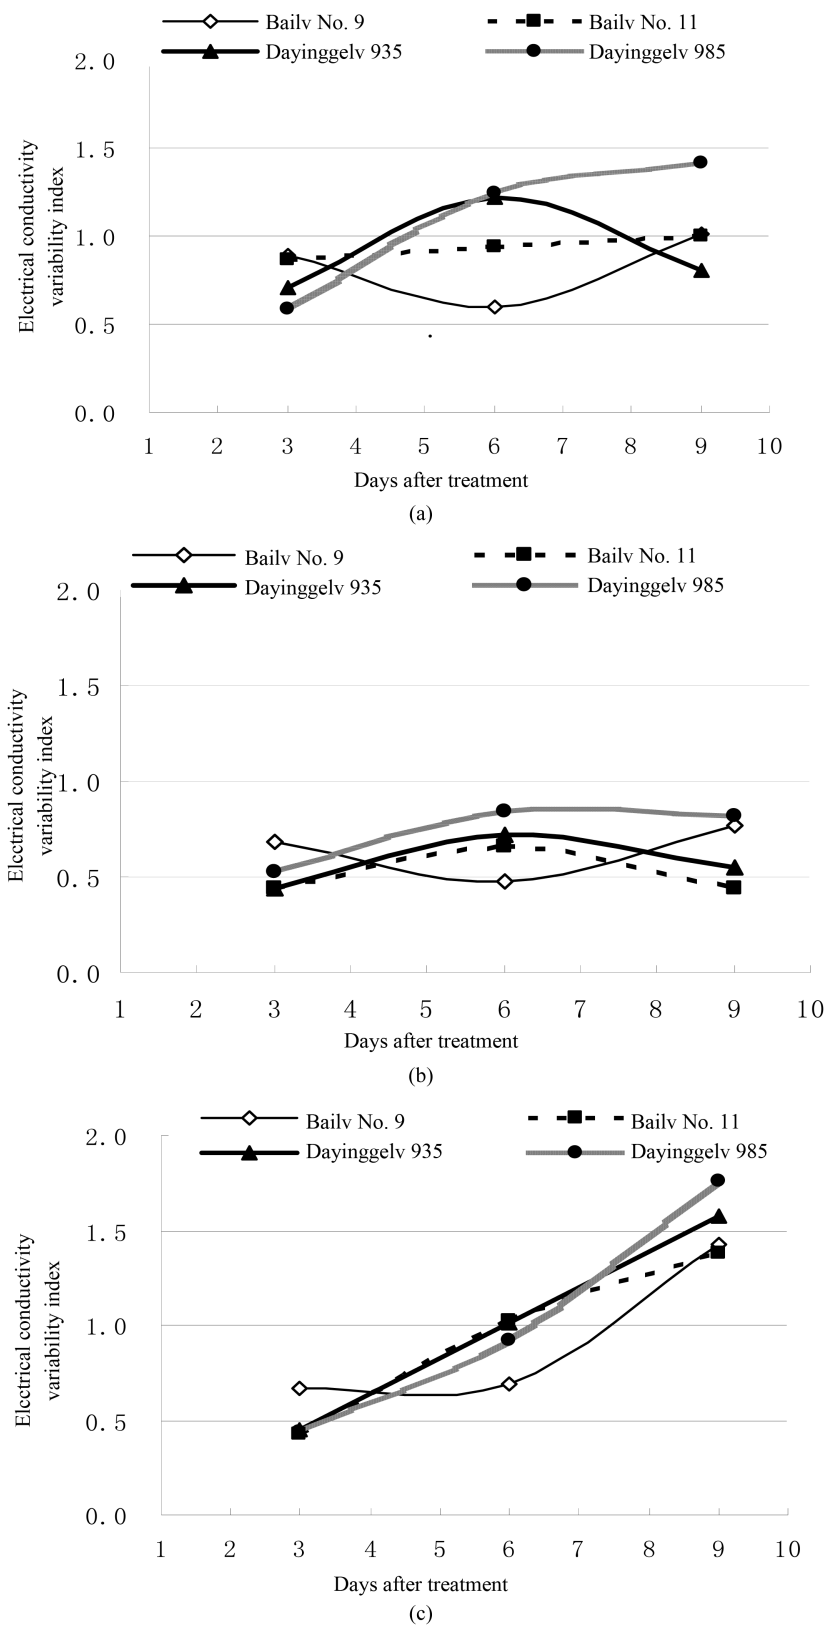 Bailv No. 9 Bailv No. 11
Dayinggelv 935 Dayinggelv 985
2.0
1.5
1.0
0.5
0.0
Elcctrical conductivity
variability index
1 2 3 4 5 6 7 8 9 10
Days after treatment
(a)
Bailv No. 9 Bailv No. 11
Dayinggelv 935 Dayinggelv 985
2.0
1.5
1.0
0.5
0.0
Elcctrical conductivity
variability index
1 2 3 4 5 6 7 8 9 10
Days after treatment
(b)
Bailv No. 9 Bailv No. 11
Dayinggelv 935 Dayinggelv 985
2.0
1.5
1.0
0.5
0.0
Elcctrical conductivity
variability index
1 2 3 4 5 6 7 8 9 10
Days after treatment
(c)